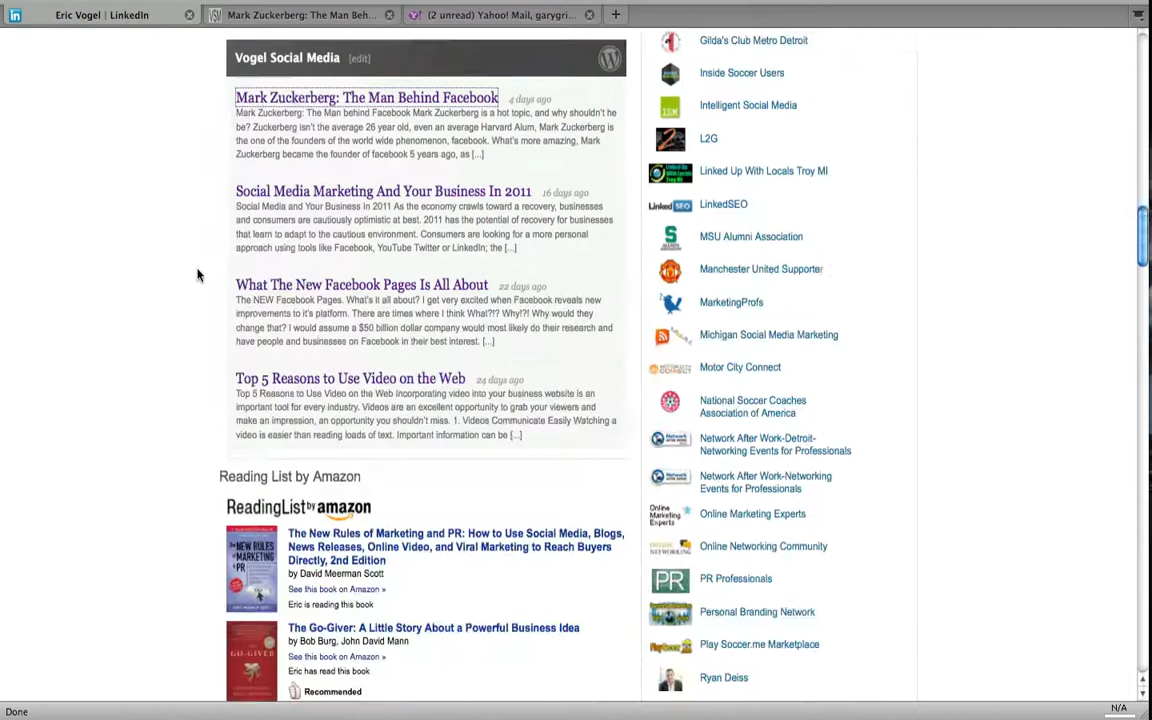 Eric Vogel | LinkedIn
Mark Zuckerberg: The Man Beh...
(2 unread) Yahoo! Mail, garygri...
Vogel Social Media [edit]
Mark Zuckerberg: The Man Behind Facebook 4 days ago
Mark Zuckerberg: The Man behind Facebook Mark Zuckerberg is a hot topic, and why shouldn't he
be? Zuckerberg isn't the average 26 year old, even an average Harvard Alum, Mark Zuckerberg is
the one of the founders of the world wide phenomenon, facebook. What's more amazing, Mark
Zuckerberg became the founder of facebook 5 years ago, as [...]
Social Media Marketing And Your Business In 2011 16 days ago
Social Media and Your Business In 2011 As the economy crawls toward a recovery, businesses
and consumers are cautiously optimistic at best. 2011 has the potential of recovery for businesses
that learn to adapt to the cautious environment. Consumers are looking for a more personal
approach using tools like Facebook, YouTube Twitter or LinkedIn; the [...]
What The New Facebook Pages Is All About 22 days ago
The NEW Facebook Pages. What's it all about? I get very excited when Facebook reveals new
improvements to it's platform. There are times where I think What?!? Why!?! Why would they
change that? I would assume a $50 billion dollar company would most likely do their research and
have people and businesses on Facebook in their best interest. [...]
Top 5 Reasons to Use Video on the Web 24 days ago
Top 5 Reasons to Use Video on the Web Incorporating video into your business website is an
important tool for every industry. Videos are an excellent opportunity to grab your viewers and
make an impression, an opportunity you shouldn't miss. 1. Videos Communicate Easily Watching a
video is easier than reading loads of text. Important information can be [...]
Reading List by Amazon
ReadingList by amazon
THE NEW RULES
of MARKETING
and PR
The New Rules of Marketing and PR: How to Use Social Media, Blogs,
News Releases, Online Video, and Viral Marketing to Reach Buyers
Directly, 2nd Edition
by David Meerman Scott
See this book on Amazon »
Eric is reading this book
THE
GO-GIVER
The Go-Giver: A Little Story About a Powerful Business Idea
by Bob Burg, John David Mann
See this book on Amazon »
Eric has read this book
Recommended
Gilda's Club Metro Detroit
Inside Soccer Users
ISM
Intelligent Social Media
L2G
Linked Up With Locals Troy MI
Linked SEO
LinkedSEO
MSU Alumni Association
Manchester United Supporter
MarketingProfs
Michigan Social Media Marketing
Motor City Connect
National Soccer Coaches
Association of America
Network After Work-Detroit-
Networking Events for Professionals
Network After Work-Networking
Events for Professionals
Online
Marketing
Experts
Online Marketing Experts
Online Networking Community
PR
PR Professionals
Personal Branding Network
Play Soccer.me Marketplace
Ryan Deiss
Done
N/A